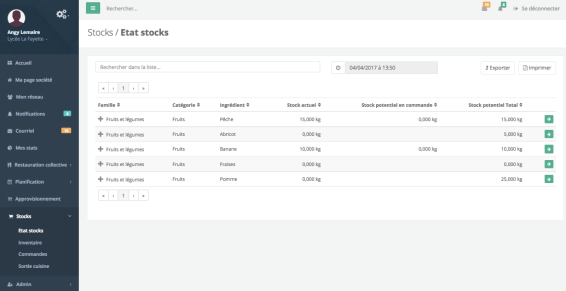 Rechercher...
Se déconnecter
Angy Lemaire
Lycée La Fayette
Accueil
Ma page société
Mon réseau
Notifications
Courriel
Mes stats
Restauration collective
Planification
Approvisionnement
Stocks
Etat stocks
Inventaire
Commandes
Sortie cuisine
Admin
Stocks / Etat stocks
Rechercher dans la liste...
04/04/2017 à 13:50
Exporter
Imprimer
« ‹ 1 › »
Famille Catégorie Ingrédient Stock actuel Stock potentiel en commande Stock potentiel Total
Fruits et légumes Fruits Pêche 15,000 kg 0,000 kg 15,000 kg
Fruits et légumes Fruits Abricot 0,000 kg 5,000 kg
Fruits et légumes Fruits Banane 10,000 kg 0,000 kg 10,000 kg
Fruits et légumes Fruits Fraises 0,000 kg 0,000 kg
Fruits et légumes Fruits Pomme 0,000 kg 25,000 kg
« ‹ 1 › »